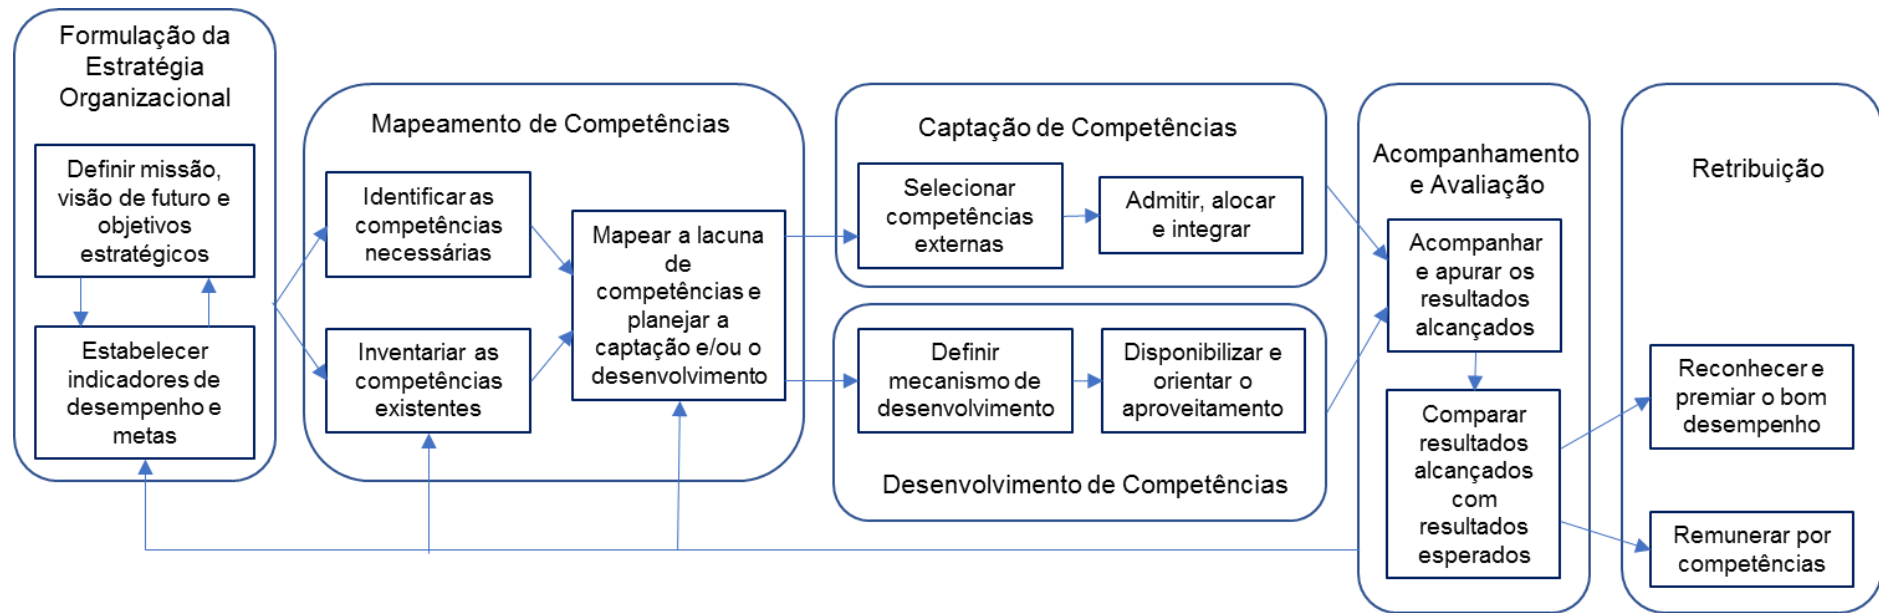 Formulação da
Estratégia
Organizacional
Definir missão,
visão de futuro e
objetivos
estratégicos
Estabelecer
indicadores de
desempenho e
metas
Mapeamento de Competências
Identificar as
competências
necessárias
Inventariar as
competências
existentes
Mapear a lacuna
de
competências e
planejar a
captação e/ou o
desenvolvimento
Captação de Competências
Selecionar
competências
externas
Admitir, alocar
e integrar
Definir
mecanismo de
desenvolvimento
Disponibilizar e
orientar o
aproveitamento
Desenvolvimento de Competências
Acompanhamento
e Avaliação
Acompanhar
e apurar os
resultados
alcançados
Comparar
resultados
alcançados
com
resultados
esperados
Retribuição
Reconhecer e
premiar o bom
desempenho
Remunerar por
competências